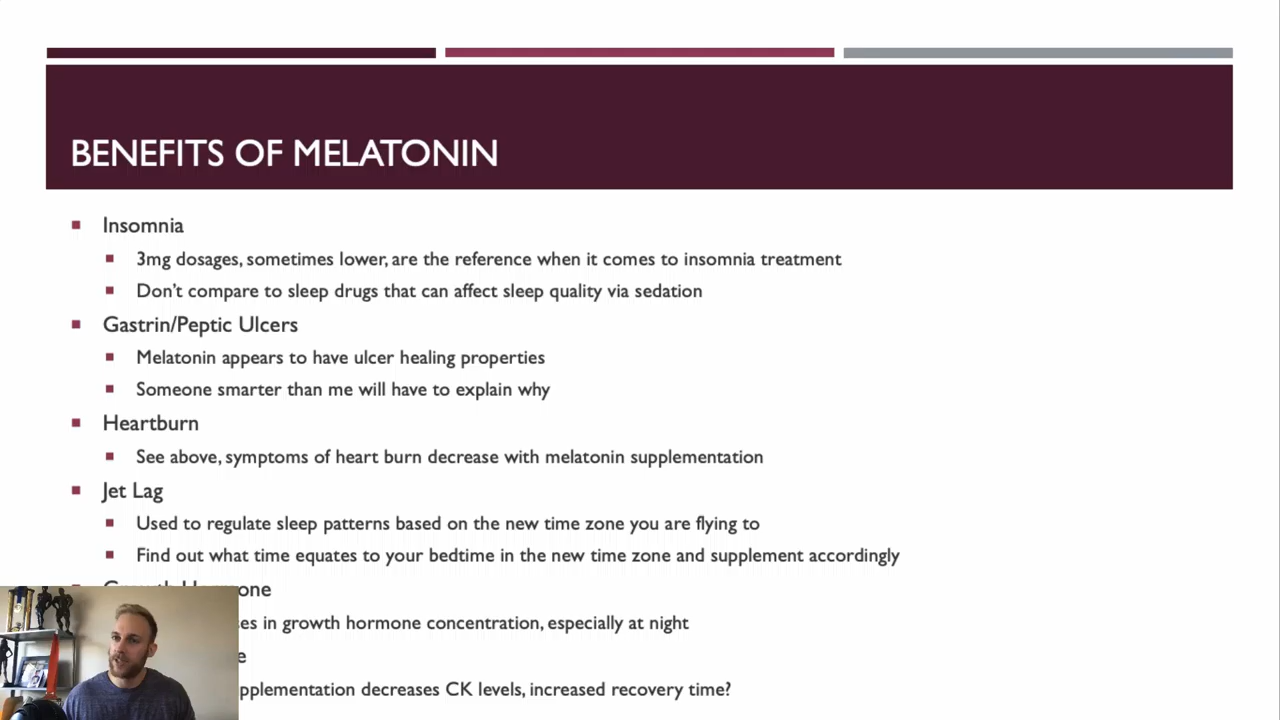 BENEFITS OF MELATONIN
Insomnia
3mg dosages, sometimes lower, are the reference when it comes to insomnia treatment
Don't compare to sleep drugs that can affect sleep quality via sedation
Gastrin/Peptic Ulcers
Melatonin appears to have ulcer healing properties
Someone smarter than me will have to explain why
Heartburn
See above, symptoms of heart burn decrease with melatonin supplementation
Jet Lag
Used to regulate sleep patterns based on the new time zone you are flying to
Find out what time equates to your bedtime in the new time zone and supplement accordingly
Growth Hormone
in growth hormone concentration, especially at night
decreases CK levels, increased recovery time?